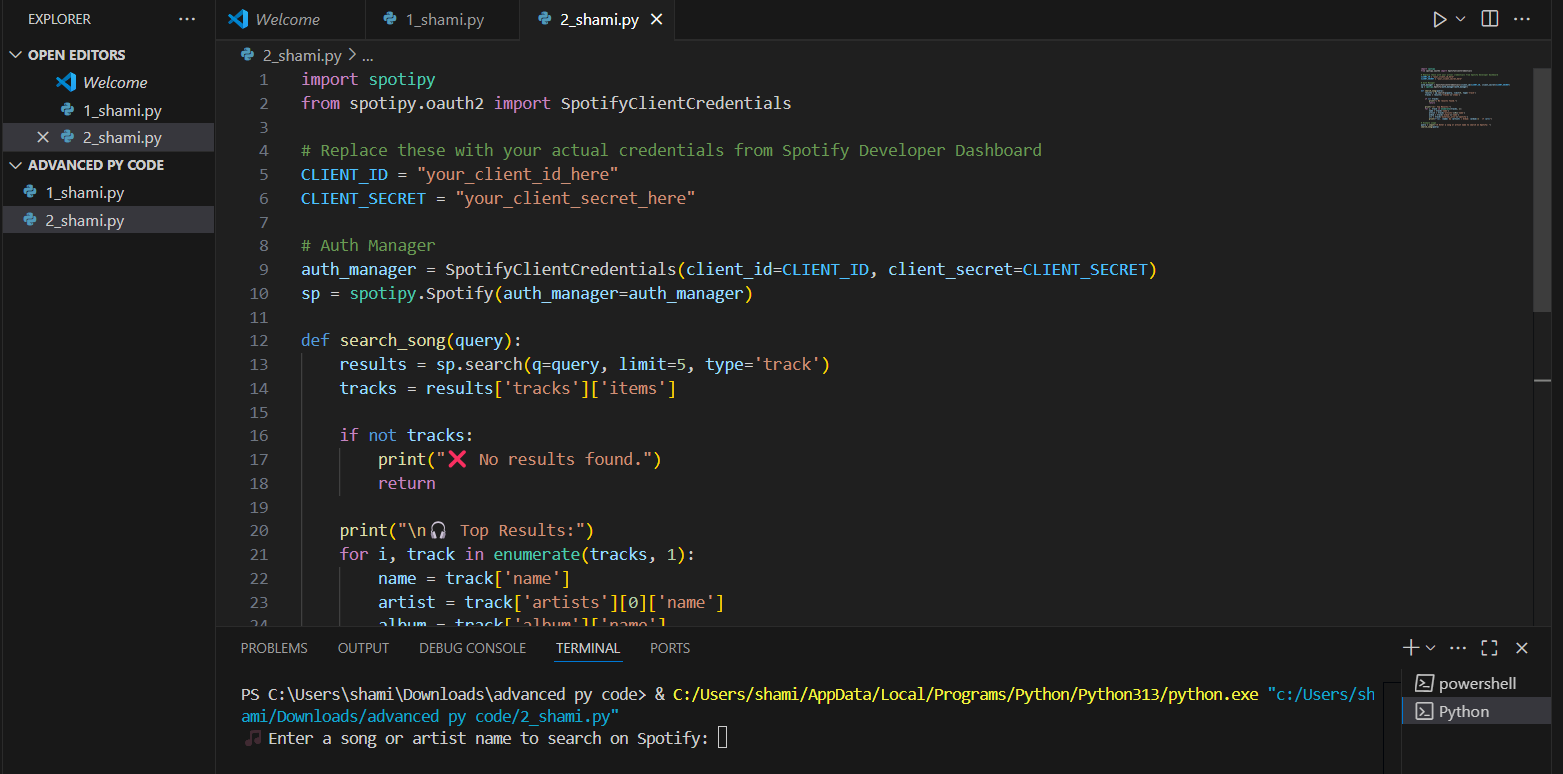 EXPLORER
OPEN EDITORS
Welcome
1_shami.py
2_shami.py
ADVANCED PY CODE
1_shami.py
2_shami.py
Welcome
1_shami.py
2_shami.py
2_shami.py > ...
1 import spotipy
2 from spotipy.oauth2 import SpotifyClientCredentials
3
4 # Replace these with your actual credentials from Spotify Developer Dashboard
5 CLIENT_ID = "your_client_id_here"
6 CLIENT_SECRET = "your_client_secret_here"
7
8 # Auth Manager
9 auth_manager = SpotifyClientCredentials(client_id=CLIENT_ID, client_secret=CLIENT_SECRET)
10 sp = spotipy.Spotify(auth_manager=auth_manager)
11
12 def search_song(query):
13 results = sp.search(q=query, limit=5, type='track')
14 tracks = results['tracks']['items']
15
16 if not tracks:
17 print("❌ No results found.")
18 return
19
20 print("\n🎧 Top Results:")
21 for i, track in enumerate(tracks, 1):
22 name = track['name']
23 artist = track['artists'][0]['name']
24 album = track['album']['name']
PROBLEMS OUTPUT DEBUG CONSOLE TERMINAL PORTS
PS C:\Users\shami\Downloads\advanced py code> & C:/Users/shami/AppData/Local/Programs/Python/Python313/python.exe "c:/Users/sh
ami/Downloads/advanced py code/2_shami.py"
🎵 Enter a song or artist name to search on Spotify:
powershell
Python